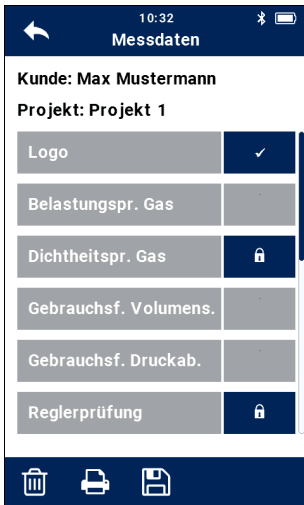 10:32
Messdaten
Kunde: Max Mustermann
Projekt: Projekt 1
Logo
Belastungspr. Gas
Dichtheitspr. Gas
Gebrauchsf. Volumens.
Gebrauchsf. Druckab.
Reglerprüfung